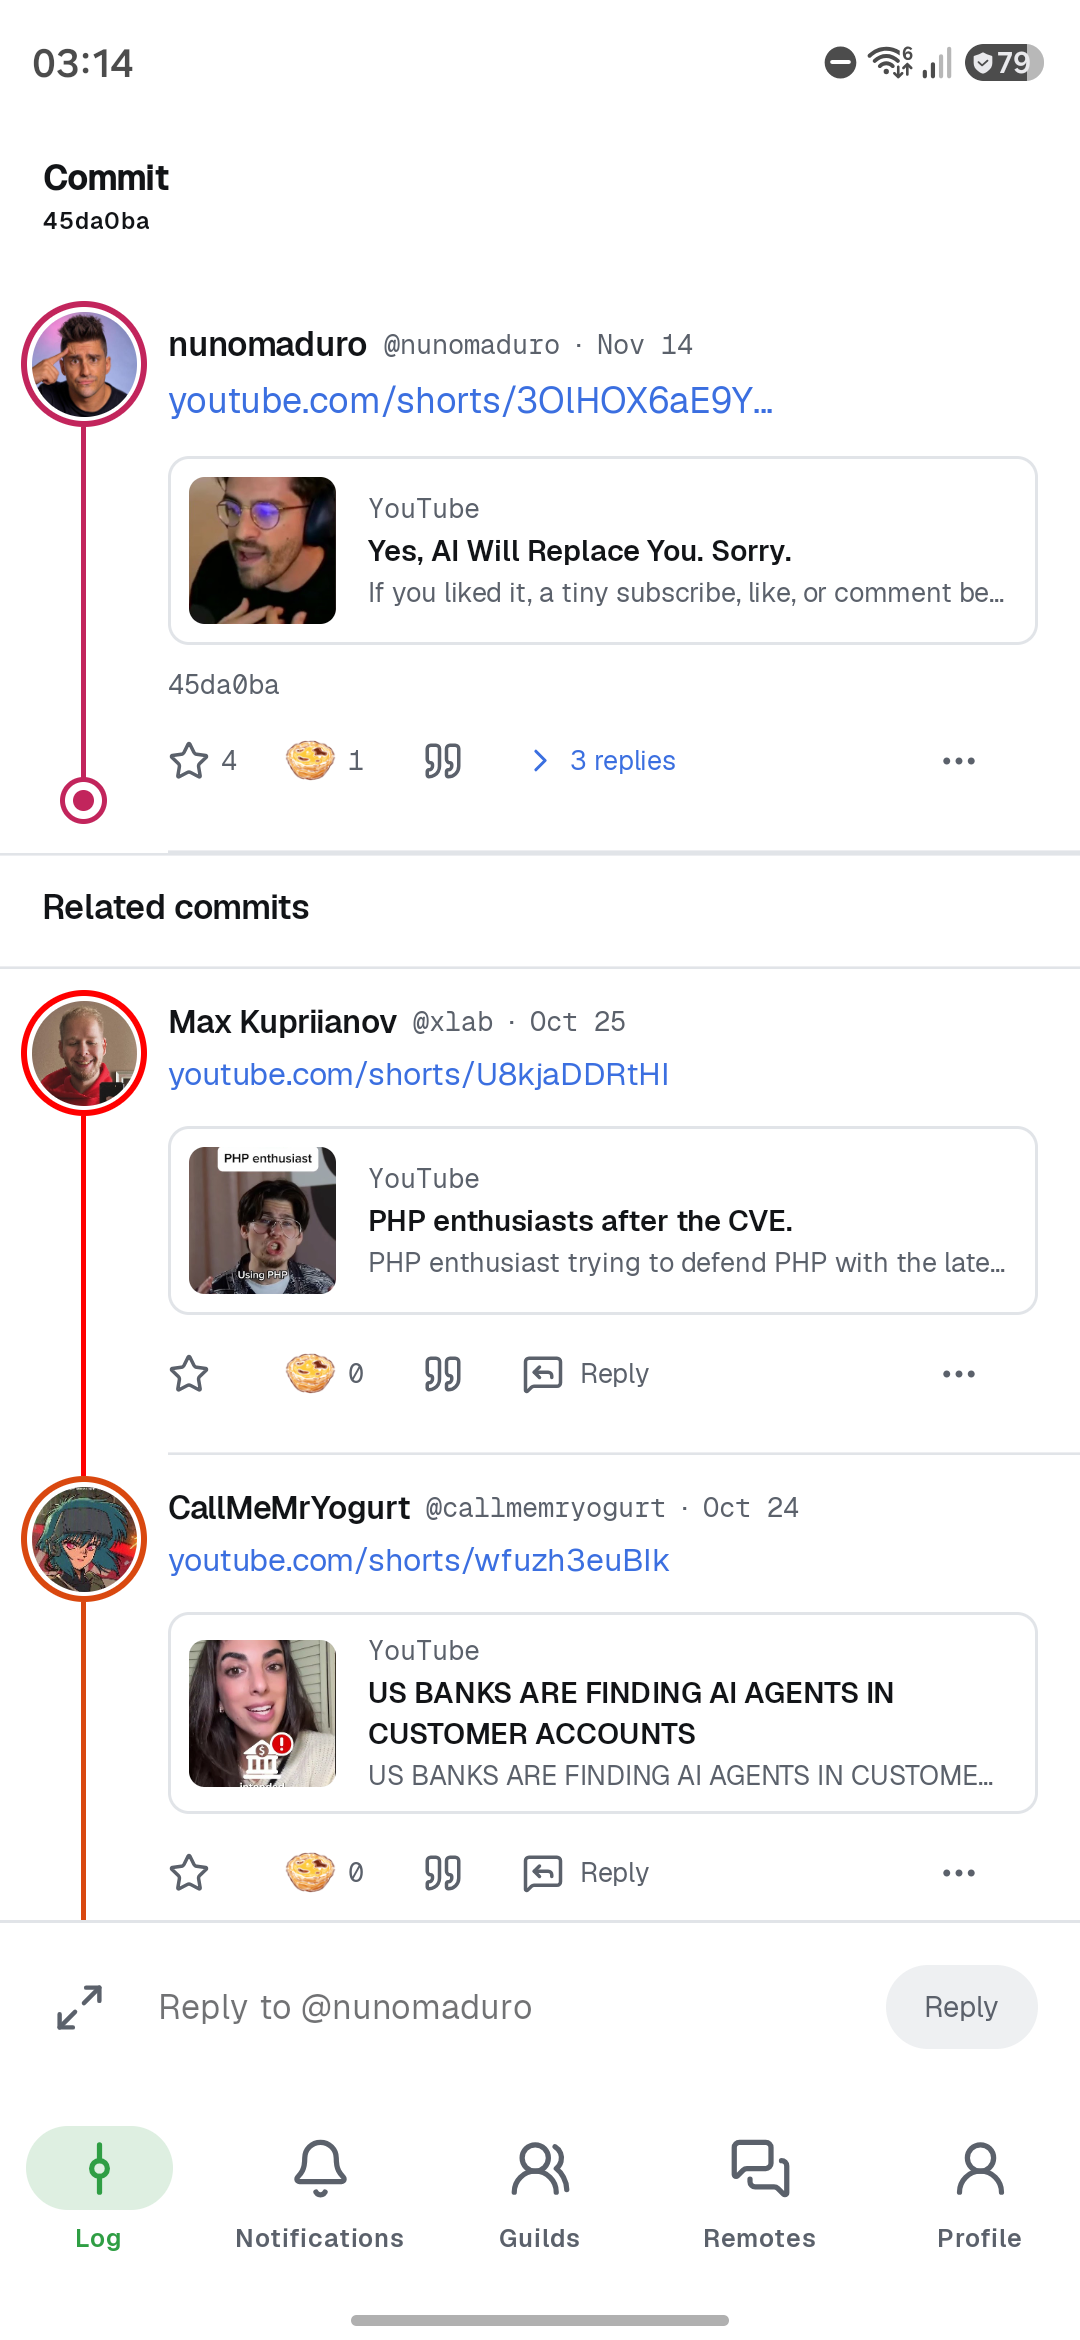 03:14
6
79
Commit
45da0ba
nunomaduro @nunomaduro · Nov 14
youtube.com/shorts/3OlHOX6aE9Y...
YouTube
Yes, AI Will Replace You. Sorry.
If you liked it, a tiny subscribe, like, or comment be...
45da0ba
4 1 3 replies
Related commits
Max Kupriianov @xlab · Oct 25
youtube.com/shorts/U8kjaDDRtHI
PHP enthusiast
Using PHP
YouTube
PHP enthusiasts after the CVE.
PHP enthusiast trying to defend PHP with the late...
0 Reply
CallMeMrYogurt @callmemryogurt · Oct 24
youtube.com/shorts/wfuzh3euBIk
YouTube
US BANKS ARE FINDING AI AGENTS IN
CUSTOMER ACCOUNTS
US BANKS ARE FINDING AI AGENTS IN CUSTOME...
0 Reply
Reply to @nunomaduro
Reply
Log
Notifications
Guilds
Remotes
Profile